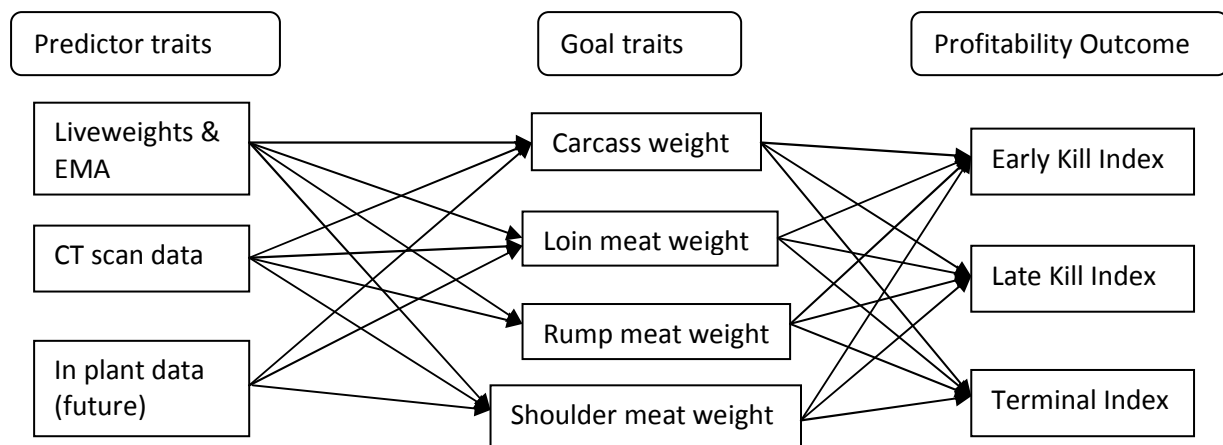 Predictor traits
Goal traits
Profitability Outcome
Liveweights &
EMA
Carcass weight
Early Kill Index
CT scan data
Loin meat weight
Late Kill Index
Rump meat weight
In plant data
(future)
Shoulder meat weight
Terminal Index